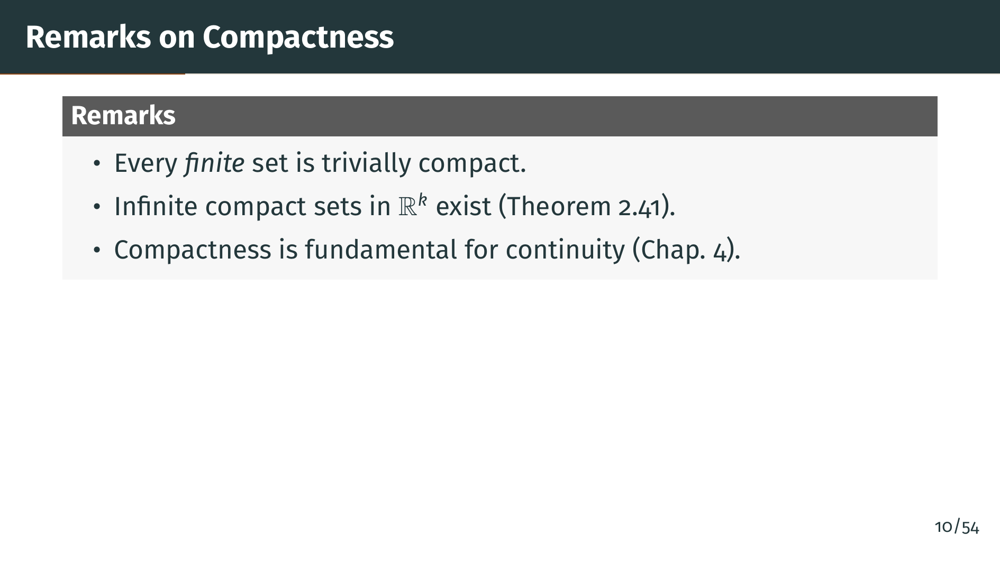 Remarks on Compactness
Remarks
• Every finite set is trivially compact.
• Infinite compact sets in ℝᵏ exist (Theorem 2.41).
• Compactness is fundamental for continuity (Chap. 4).
10/54